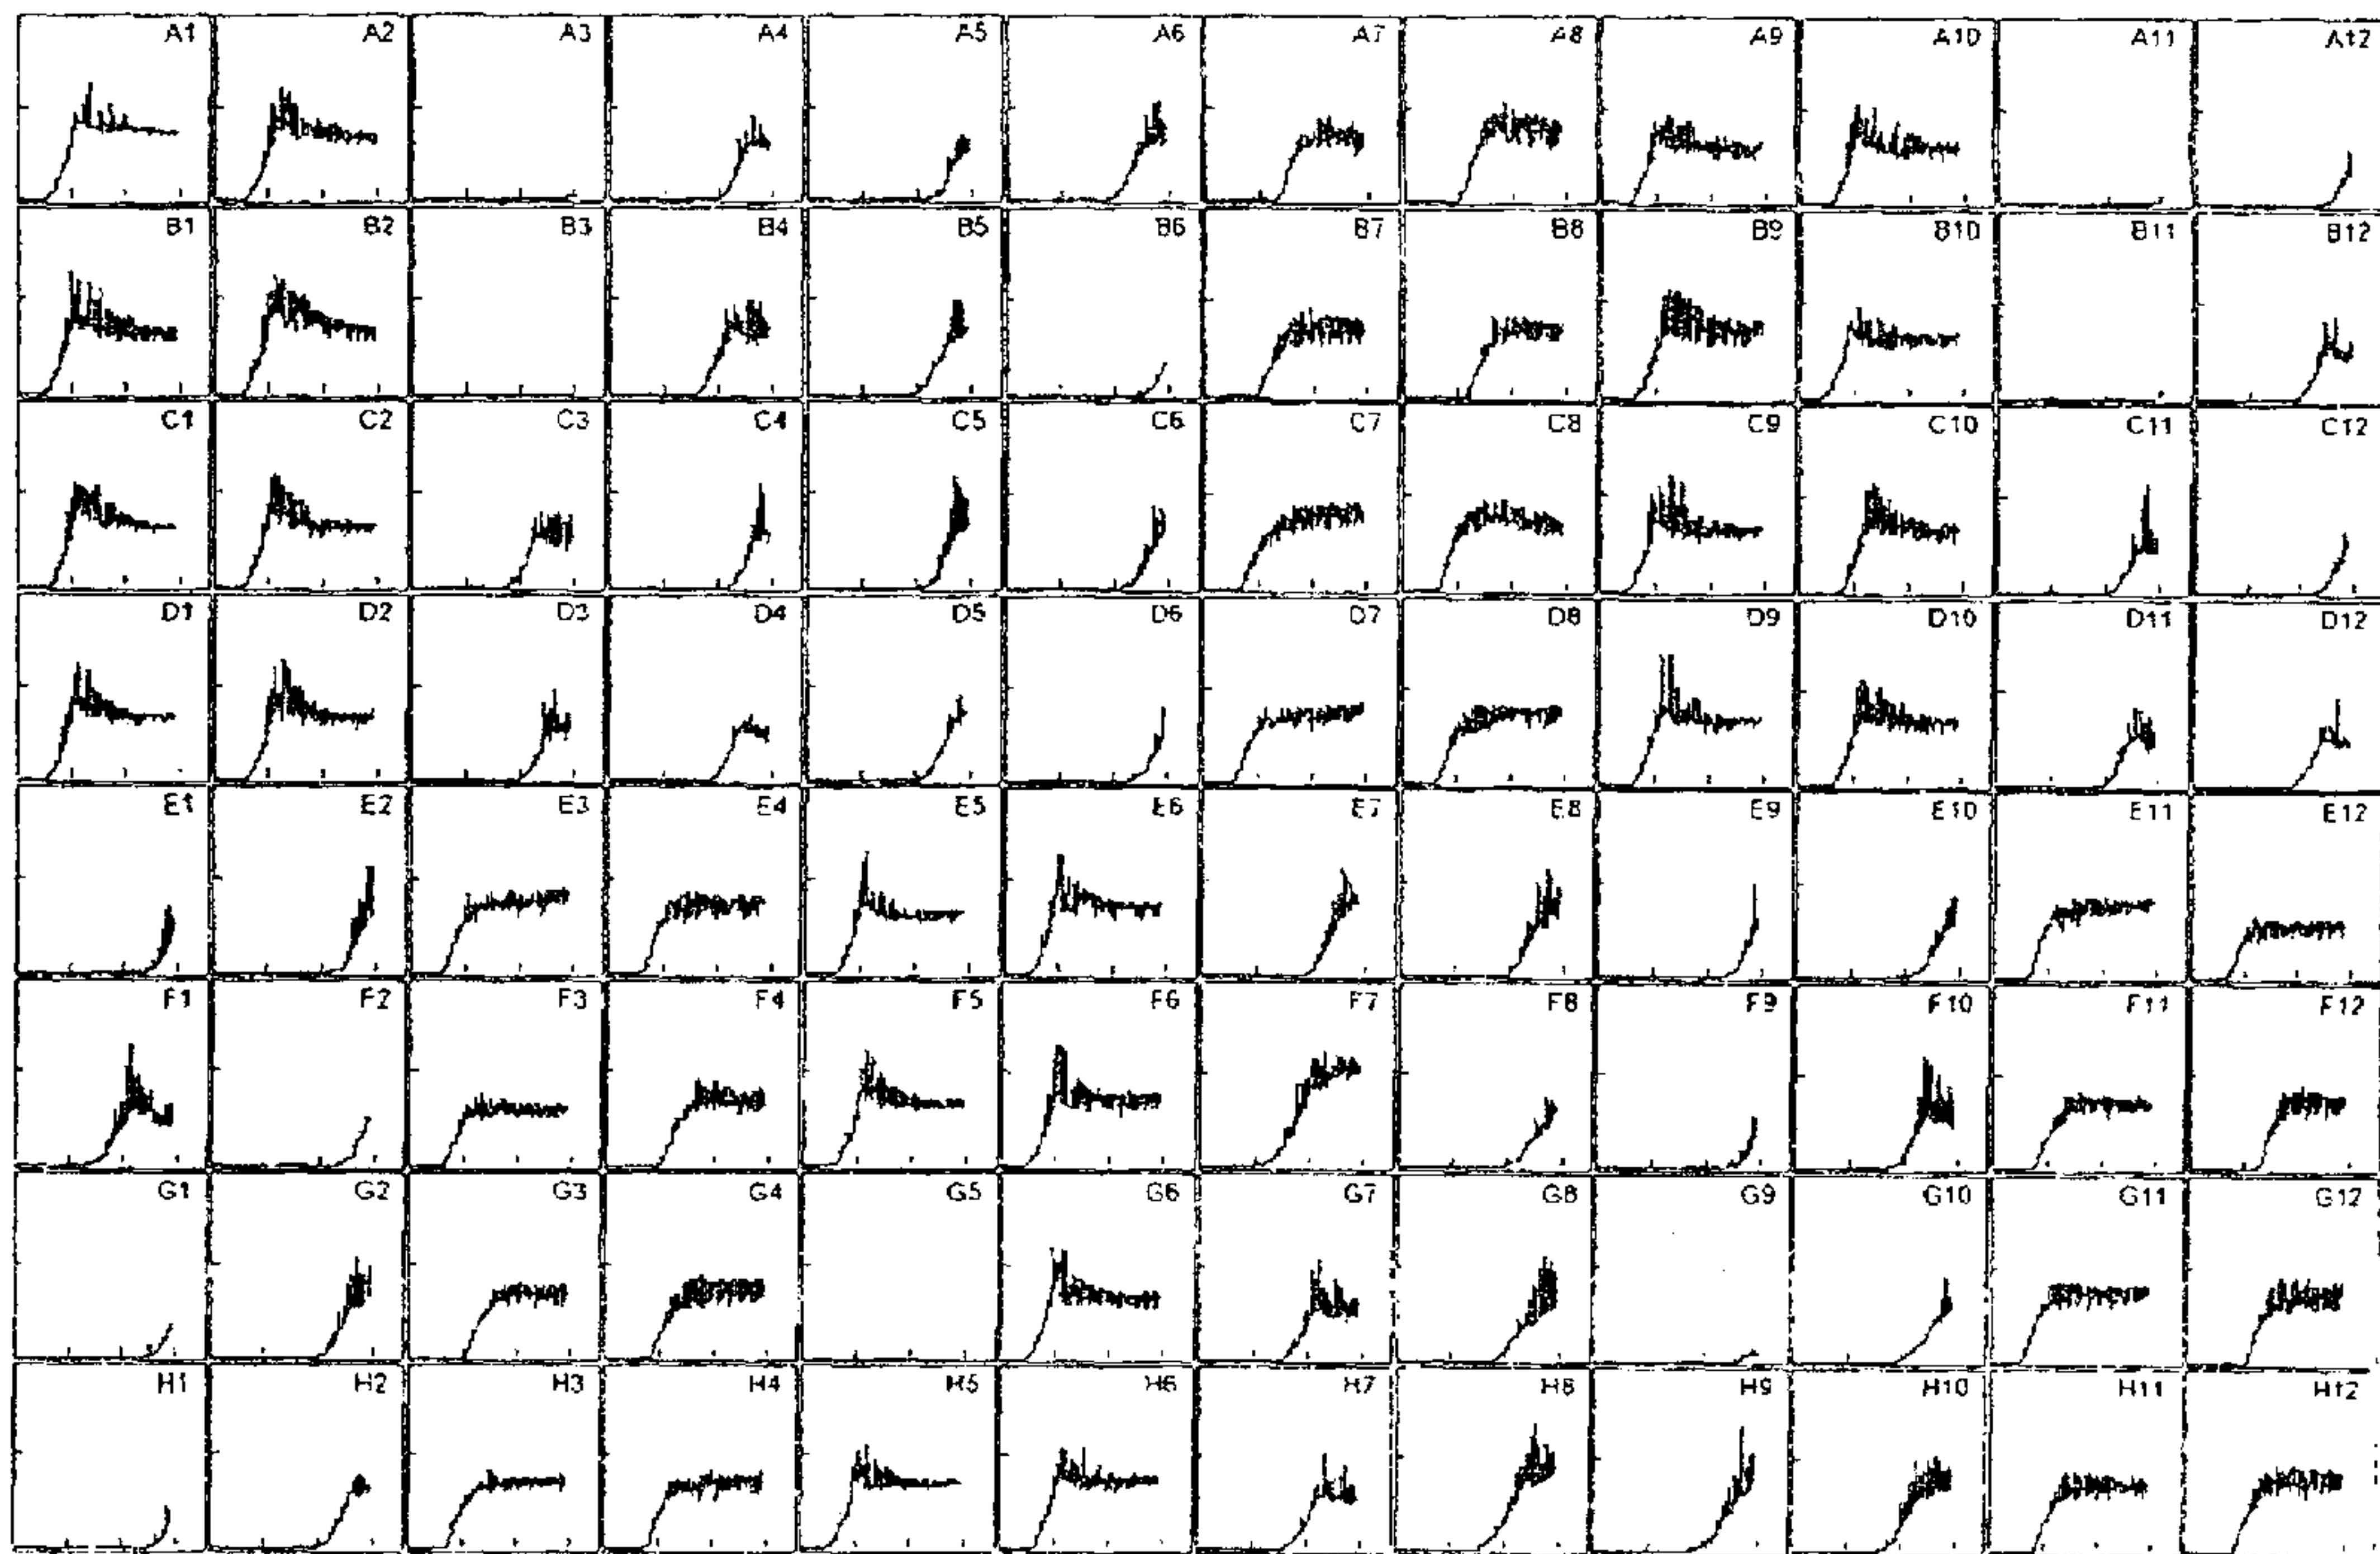 A1 A2 A3 A4 A5 A6 A7 A8 A9 A10 A11 A12
B1 B2 B3 B4 B5 B6 B7 B8 B9 B10 B11 B12
C1 C2 C3 C4 C5 C6 C7 C8 C9 C10 C11 C12
D1 D2 D3 D4 D5 D6 D7 D8 D9 D10 D11 D12
E1 E2 E3 E4 E5 E6 E7 E8 E9 E10 E11 E12
F1 F2 F3 F4 F5 F6 F7 F8 F9 F10 F11 F12
G1 G2 G3 G4 G5 G6 G7 G8 G9 G10 G11 G12
H1 H2 H3 H4 H5 H6 H7 H8 H9 H10 H11 H12